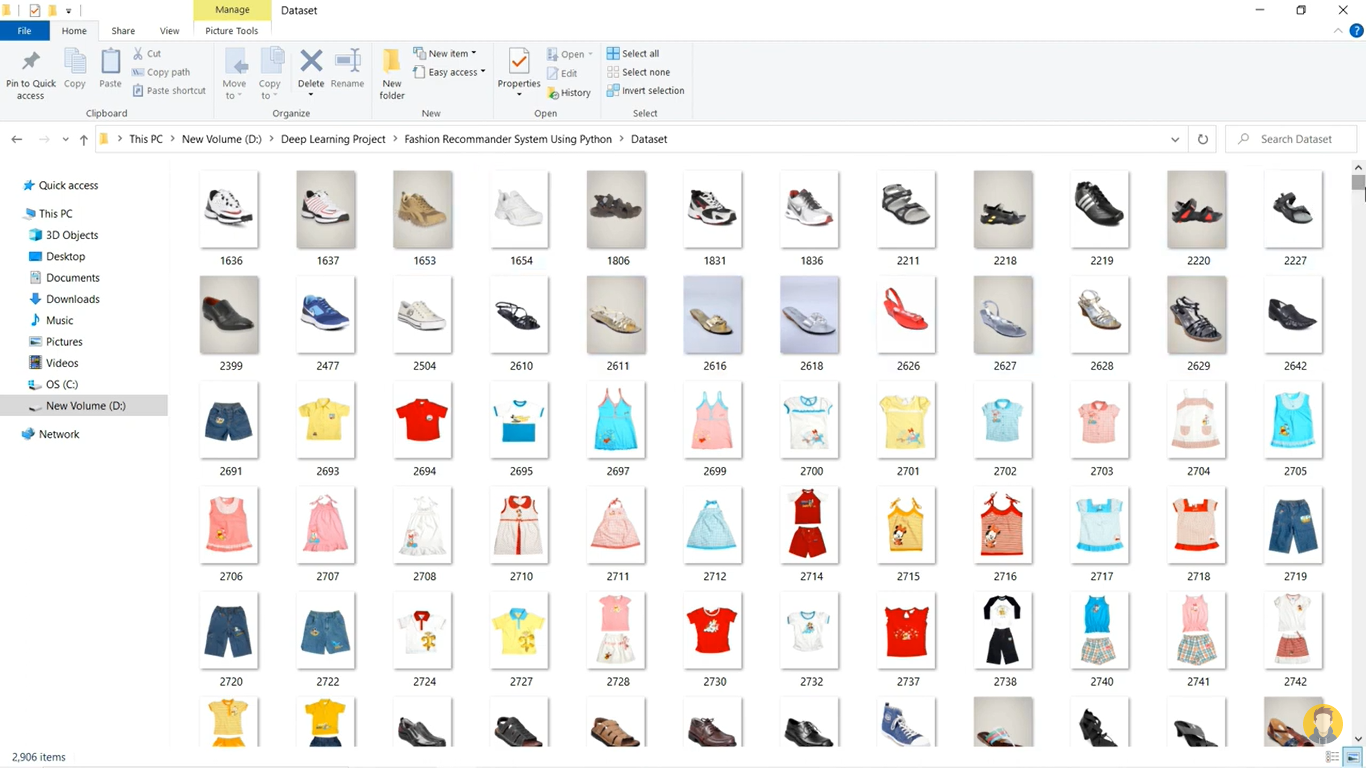 Manage
Dataset
File
Home
Share
View
Picture Tools
Pin to Quick access
Copy
Paste
Cut
Copy path
Paste shortcut
Clipboard
Move to
Copy to
Delete
Rename
Organize
New folder
New item
Easy access
New
Properties
Open
Edit
History
Open
Select all
Select none
Invert selection
Select
This PC > New Volume (D:) > Deep Learning Project > Fashion Recommander System Using Python > Dataset
Search Dataset
Quick access
This PC
3D Objects
Desktop
Documents
Downloads
Music
Pictures
Videos
OS (C:)
New Volume (D:)
Network
1636 1637 1653 1654 1806 1831 1836 2211 2218 2219 2220 2227
2399 2477 2504 2610 2611 2616 2618 2626 2627 2628 2629 2642
2691 2693 2694 2695 2697 2699 2700 2701 2702 2703 2704 2705
2706 2707 2708 2710 2711 2712 2714 2715 2716 2717 2718 2719
2720 2722 2724 2727 2728 2730 2732 2737 2738 2740 2741 2742
2,906 items